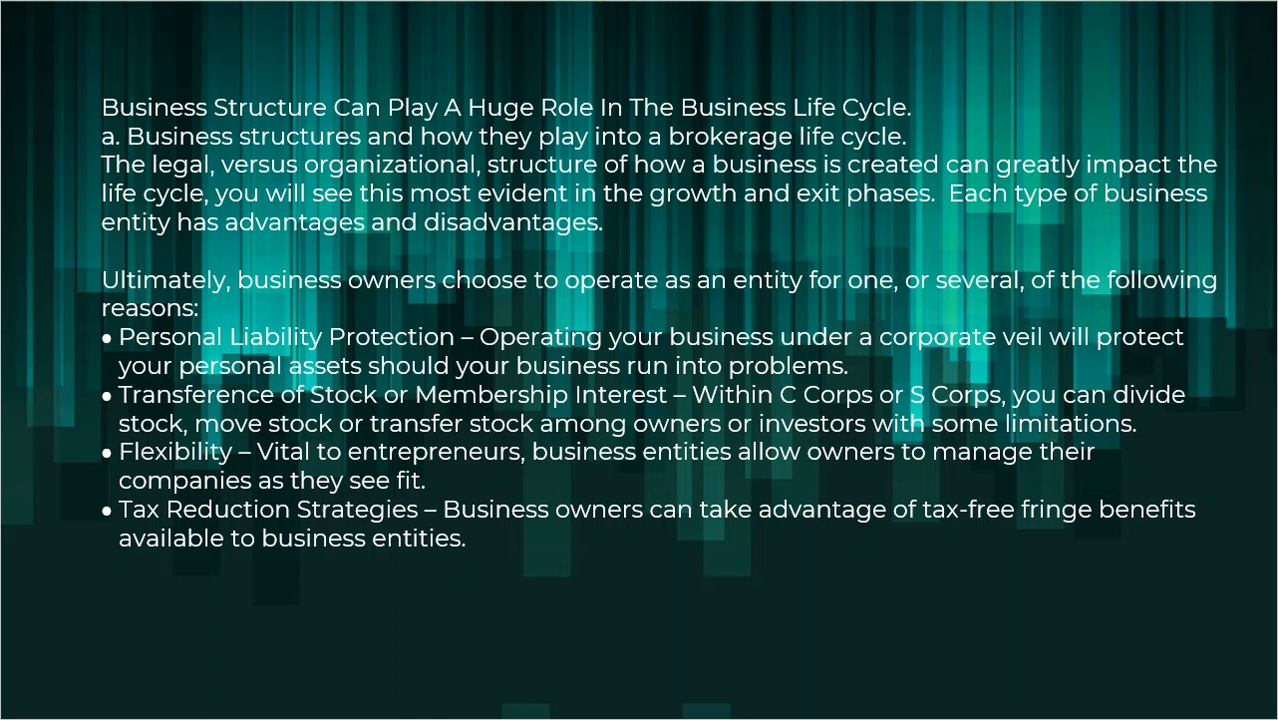 Business Structure Can Play A Huge Role In The Business Life Cycle.
a. Business structures and how they play into a brokerage life cycle.
The legal, versus organizational, structure of how a business is created can greatly impact the
life cycle, you will see this most evident in the growth and exit phases.  Each type of business
entity has advantages and disadvantages.
Ultimately, business owners choose to operate as an entity for one, or several, of the following
reasons:
• Personal Liability Protection – Operating your business under a corporate veil will protect
your personal assets should your business run into problems.
• Transference of Stock or Membership Interest – Within C Corps or S Corps, you can divide
stock, move stock or transfer stock among owners or investors with some limitations.
• Flexibility – Vital to entrepreneurs, business entities allow owners to manage their
companies as they see fit.
• Tax Reduction Strategies – Business owners can take advantage of tax-free fringe benefits
available to business entities.